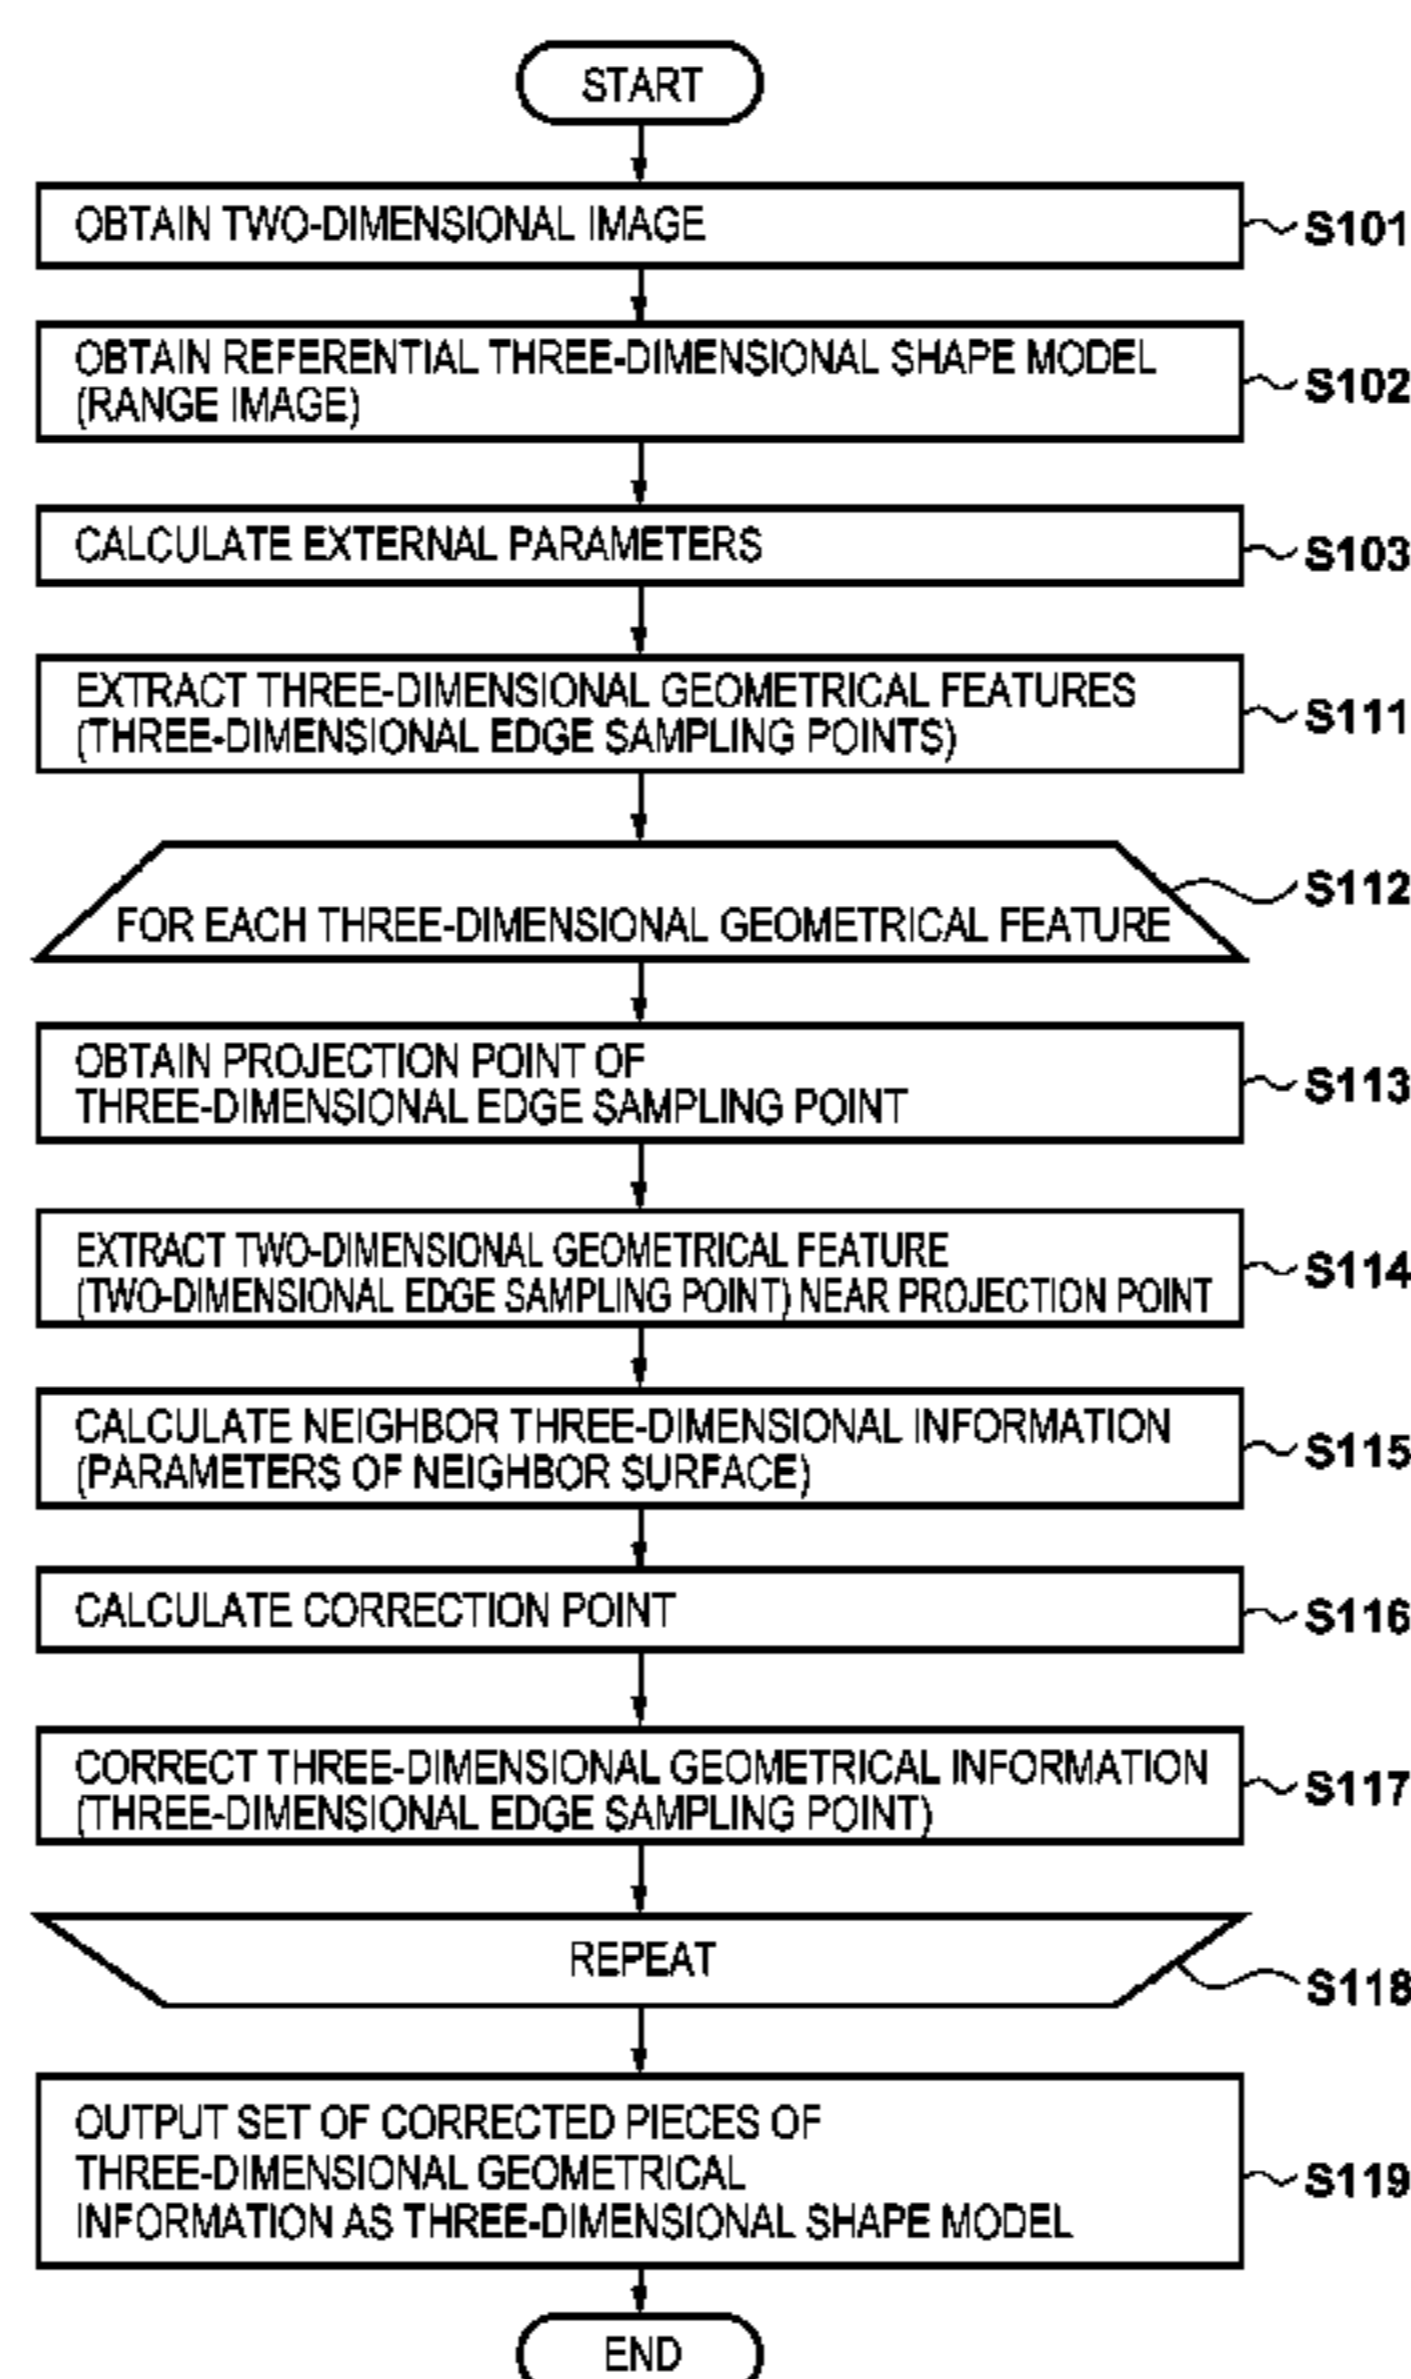 START
OBTAIN TWO-DIMENSIONAL IMAGE
S101
OBTAIN REFERENTIAL THREE-DIMENSIONAL SHAPE MODEL
(RANGE IMAGE)
S102
CALCULATE EXTERNAL PARAMETERS
S103
EXTRACT THREE-DIMENSIONAL GEOMETRICAL FEATURES
(THREE-DIMENSIONAL EDGE SAMPLING POINTS)
S111
FOR EACH THREE-DIMENSIONAL GEOMETRICAL FEATURE
S112
OBTAIN PROJECTION POINT OF
THREE-DIMENSIONAL EDGE SAMPLING POINT
S113
EXTRACT TWO-DIMENSIONAL GEOMETRICAL FEATURE
(TWO-DIMENSIONAL EDGE SAMPLING POINT) NEAR PROJECTION POINT
S114
CALCULATE NEIGHBOR THREE-DIMENSIONAL INFORMATION
(PARAMETERS OF NEIGHBOR SURFACE)
S115
CALCULATE CORRECTION POINT
S116
CORRECT THREE-DIMENSIONAL GEOMETRICAL INFORMATION
(THREE-DIMENSIONAL EDGE SAMPLING POINT)
S117
REPEAT
S118
OUTPUT SET OF CORRECTED PIECES OF
THREE-DIMENSIONAL GEOMETRICAL
INFORMATION AS THREE-DIMENSIONAL SHAPE MODEL
S119
END